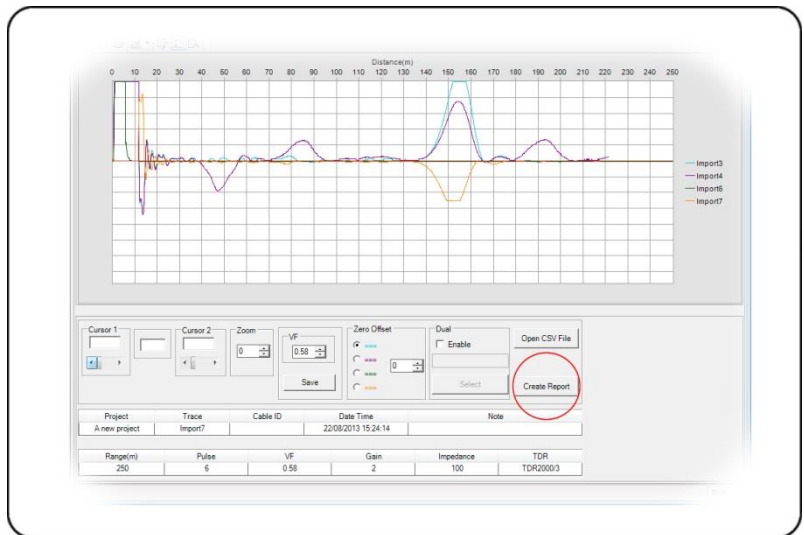 Distance(m)
0 10 20 30 40 50 60 70 80 90 100 110 120 130 140 150 160 170 180 190 200 210 220 230 240 250
Import3
Import4
Import6
Import7
Cursor 1 Cursor 2 Zoom VF Zero Offset Dual
Enable
Open CSV File
0 0.58 0
Save Select Create Report
Project Trace Cable ID Date Time Note
A new project Import7 22/08/2013 15:24:14
Range(m) Pulse VF Gain Impedance TDR
250 6 0.58 2 100 TDR2000/3